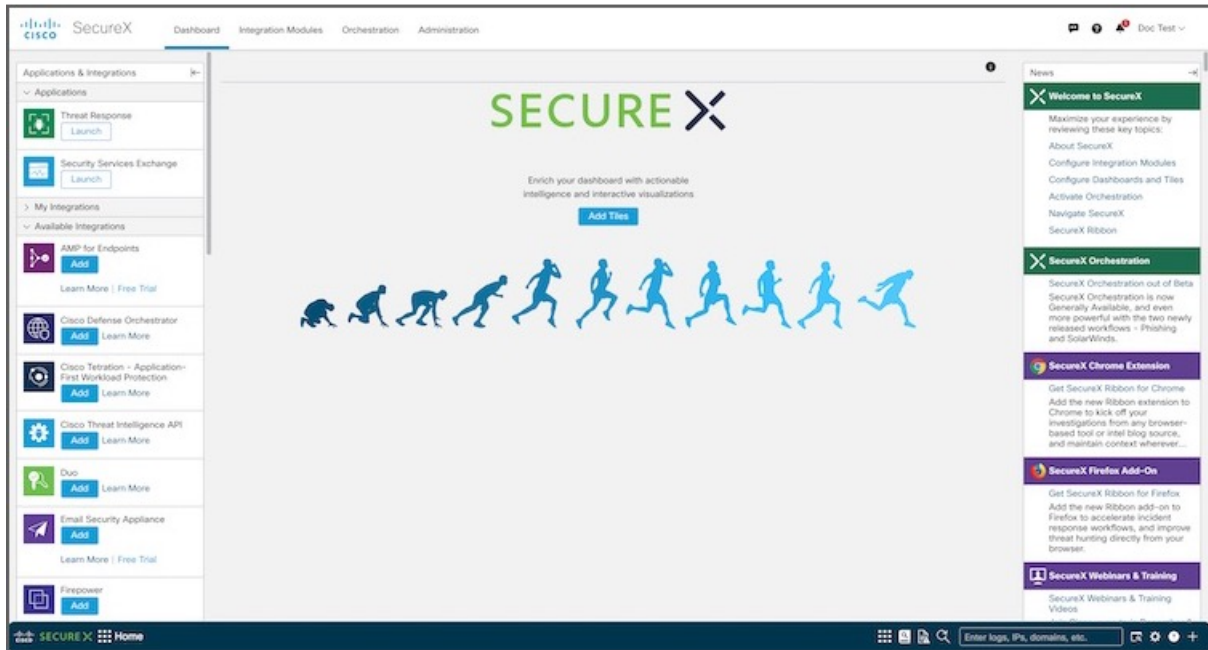 CISCO
SecureX
Dashboard
Integration Modules
Orchestration
Administration
Doc Test
Applications & Integrations
Applications
Threat Response
Launch
Security Services Exchange
Launch
My Integrations
Available Integrations
AMP for Endpoints
Add
Learn More | Free Trial
Cisco Defense Orchestrator
Add Learn More
Cisco Tetration - Application-
First Workload Protection
Add Learn More
Cisco Threat Intelligence API
Add Learn More
Duo
Add Learn More
Email Security Appliance
Add
Learn More | Free Trial
Firepower
Add
SECURE X
Enrich your dashboard with actionable
intelligence and interactive visualizations
Add Tiles
News
Welcome to SecureX
Maximize your experience by
reviewing these key topics:
About SecureX
Configure Integration Modules
Configure Dashboards and Tiles
Activate Orchestration
Navigate SecureX
SecureX Ribbon
SecureX Orchestration
SecureX Orchestration out of Beta
SecureX Orchestration is now
Generally Available, and even
more powerful with the two newly
released workflows - Phishing
and SolarWinds.
SecureX Chrome Extension
Get SecureX Ribbon for Chrome
Add the new Ribbon extension to
Chrome to kick off your
investigations from any browser-
based tool or intel blog source,
and maintain context wherever...
SecureX Firefox Add-On
Get SecureX Ribbon for Firefox
Add the new Ribbon add-on to
Firefox to accelerate incident
response workflows, and improve
threat hunting directly from your
browser.
SecureX Webinars & Training
SecureX Webinars & Training
Videos
CISCO SECURE X Home
Enter logs, IPs, domains, etc.